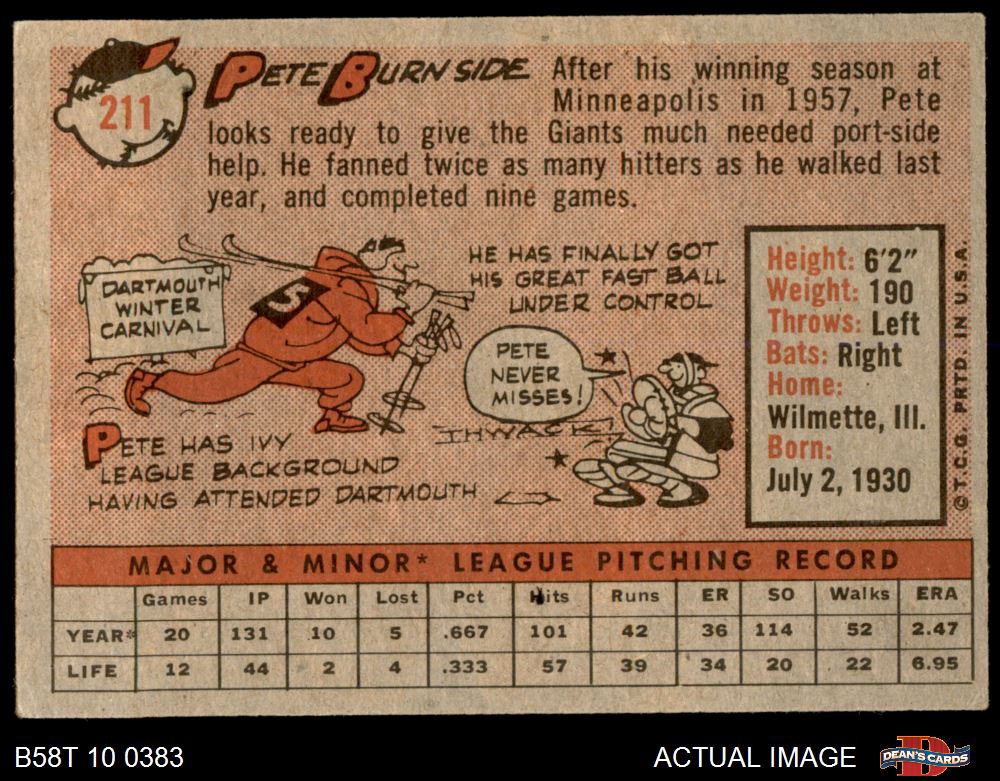 211
PETE BURNSIDE After his winning season at
Minneapolis in 1957, Pete
looks ready to give the Giants much needed port-side
help. He fanned twice as many hitters as he walked last
year, and completed nine games.
DARTMOUTH
WINTER
CARNIVAL
PETE HAS IVY
LEAGUE BACKGROUND
HAVING ATTENDED DARTMOUTH
HE HAS FINALLY GOT
HIS GREAT FAST BALL
UNDER CONTROL
PETE
NEVER
MISSES!
THWACK!
Height: 6'2"
Weight: 190
Throws: Left
Bats: Right
Home:
Wilmette, Ill.
Born:
July 2, 1930
© T.C.G. PRTD. IN U.S.A.
MAJOR & MINOR* LEAGUE PITCHING RECORD
Games IP Won Lost Pct Hits Runs ER SO Walks ERA
YEAR* 20 131 10 5 .667 101 42 36 114 52 2.47
LIFE 12 44 2 4 .333 57 39 34 20 22 6.95
B58T 10 0383 ACTUAL IMAGE DEAN'S CARDS